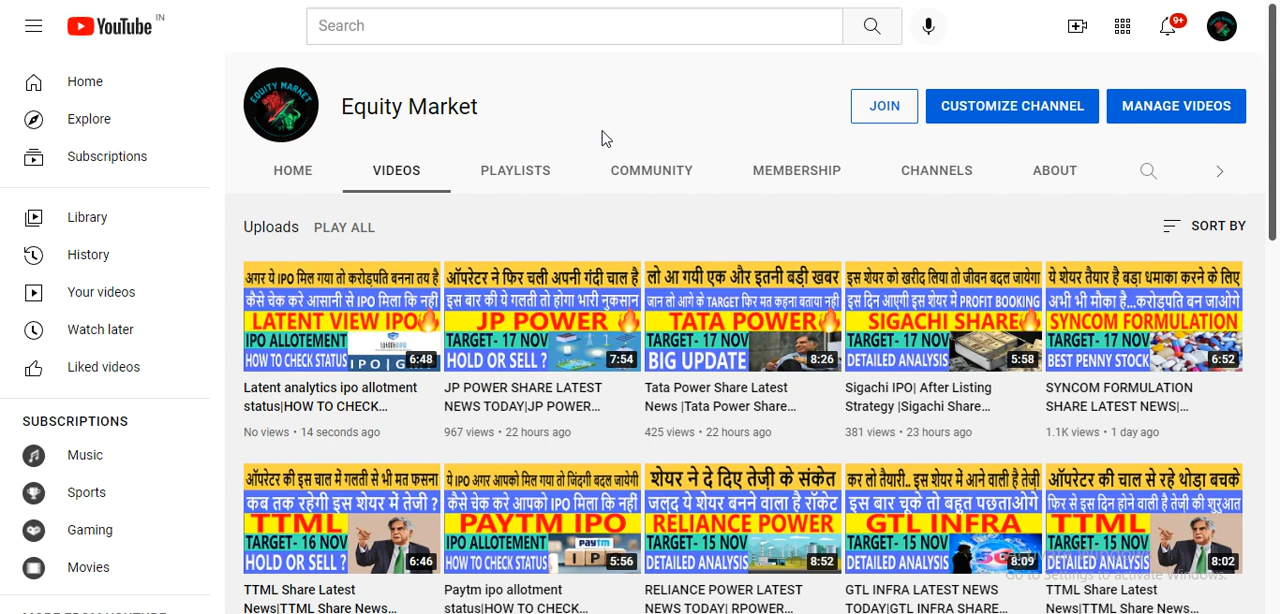 YouTube IN
Search
9+
Home
Explore
Subscriptions
Library
History
Your videos
Watch later
Liked videos
SUBSCRIPTIONS
Music
Sports
Gaming
Movies
EQUITY MARKET
Equity Market
JOIN
CUSTOMIZE CHANNEL
MANAGE VIDEOS
HOME
VIDEOS
PLAYLISTS
COMMUNITY
MEMBERSHIP
CHANNELS
ABOUT
Uploads
PLAY ALL
SORT BY
अगर ये IPO मिल गया तो करोड़पति बनना तय है
कैसे चेक करे आसानी से IPO मिला कि नहीं
LATENT VIEW IPO
IPO ALLOTEMENT
HOW TO CHECK STATUS
IPO|G
6:48
Latent analytics ipo allotment
status|HOW TO CHECK...
No views • 14 seconds ago
ऑपरेटर ने फिर चली अपनी गंदी चाल है
इस बार की ये गलती तो होगा भारी नुकसान
JP POWER
TARGET- 17 NOV
HOLD OR SELL ?
7:54
JP POWER SHARE LATEST
NEWS TODAY|JP POWER...
967 views • 22 hours ago
लो आ गयी एक और इतनी बड़ी खबर
जान लो आगे के TARGET फिर मत कहना बताया नहीं
TATA POWER
TARGET- 17 NOV
BIG UPDATE
8:26
Tata Power Share Latest
News |Tata Power Share...
425 views • 22 hours ago
इस शेयर को खरीद लिया तो जीवन बदल जायेगा
इस दिन आएगी इस शेयर में PROFIT BOOKING
SIGACHI SHARE
TARGET- 17 NOV
DETAILED ANALYSIS
5:58
Sigachi IPO| After Listing
Strategy |Sigachi Share...
381 views • 23 hours ago
ये शेयर तैयार है बड़ा धमाका करने के लिए
अभी भी मौका है...करोड़पति बन जाओगे
SYNCOM FORMULATION
TARGET- 17 NOV
BEST PENNY STOCK
6:52
SYNCOM FORMULATION
SHARE LATEST NEWS|...
1.1K views • 1 day ago
ऑपरेटर की इस चाल में गलती से भी मत फसना
कब तक रहेगी इस शेयर में तेजी ?
TTML
TARGET- 16 NOV
HOLD OR SELL ?
6:46
TTML Share Latest
News|TTML Share News...
ये IPO अगर आपको मिल गया तो जिंदगी बदल जायेगी
कैसे चेक करे आपको IPO मिला कि नहीं
PAYTM IPO
IPO ALLOTEMENT
HOW TO CHECK STATUS
paytm
IP
5:56
Paytm ipo allotment
status|HOW TO CHECK...
शेयर ने दे दिए तेज़ी के संकेत
जल्द ये शेयर बनने वाला है रॉकेट
RELIANCE POWER
TARGET- 15 NOV
DETAILED ANALYSIS
8:52
RELIANCE POWER LATEST
NEWS TODAY| RPOWER...
कर लो तैयारी.. इस शेयर में आने वाली है तेज़ी
इस बार चूके तो बहुत पछताओगे
GTL INFRA
TARGET- 15 NOV
DETAILED ANALYSIS
8:09
GTL INFRA LATEST NEWS
TODAY|GTL INFRA SHARE...
ऑपरेटर की चाल से रहे थोड़ा बचके
फिर से इस दिन होने वाली है तेज़ी की शुरुआत
TTML
TARGET- 15 NOV
HOLD OR SELL ?
8:02
TTML Share Latest
News|TTML Share News...
Go to Settings to activate Windows.